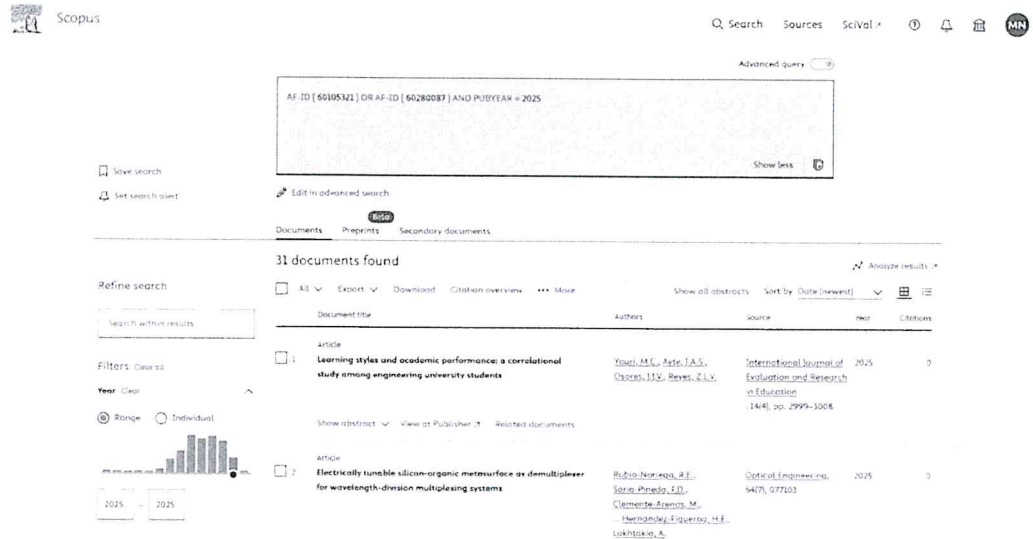 Scopus
Search Sources SciVal
MN
Advanced query
AF-ID ( 60105321 ) OR AF-ID ( 60280087 ) AND PUBYEAR = 2025
Show less
Save search
Set search alert
Edit in advanced search
Beta
Documents Preprints Secondary documents
31 documents found
Analyze results
Refine search
All Export Download Citation overview ••• More
Show all abstracts Sort by Date (newest)
Document title Authors Source Year Citations
Search within results
Article
1 Learning styles and academic performance: a correlational
study among engineering university students
Youri, M.C., Ayte, J.A.S.,
Osores, J.J.V., Reyes, Z.L.V.
International Journal of
Evaluation and Research
in Education
14(4), pp. 2999–3008
2025 0
Filters Clear all
Year Clear
Range Individual
Show abstract View at Publisher Related documents
Article
2 Electrically tunable silicon-organic metasurface as demultiplexer
for wavelength-division multiplexing systems
Rubio-Noriega, R.E.,
Soria-Pineda, F.D.,
Clemente-Arenas, M.,
... Hernandez-Figueroa, H.E.,
Lakhtakia, A.
Optical Engineering,
64(7), 077103
2025 0
2025 – 2025